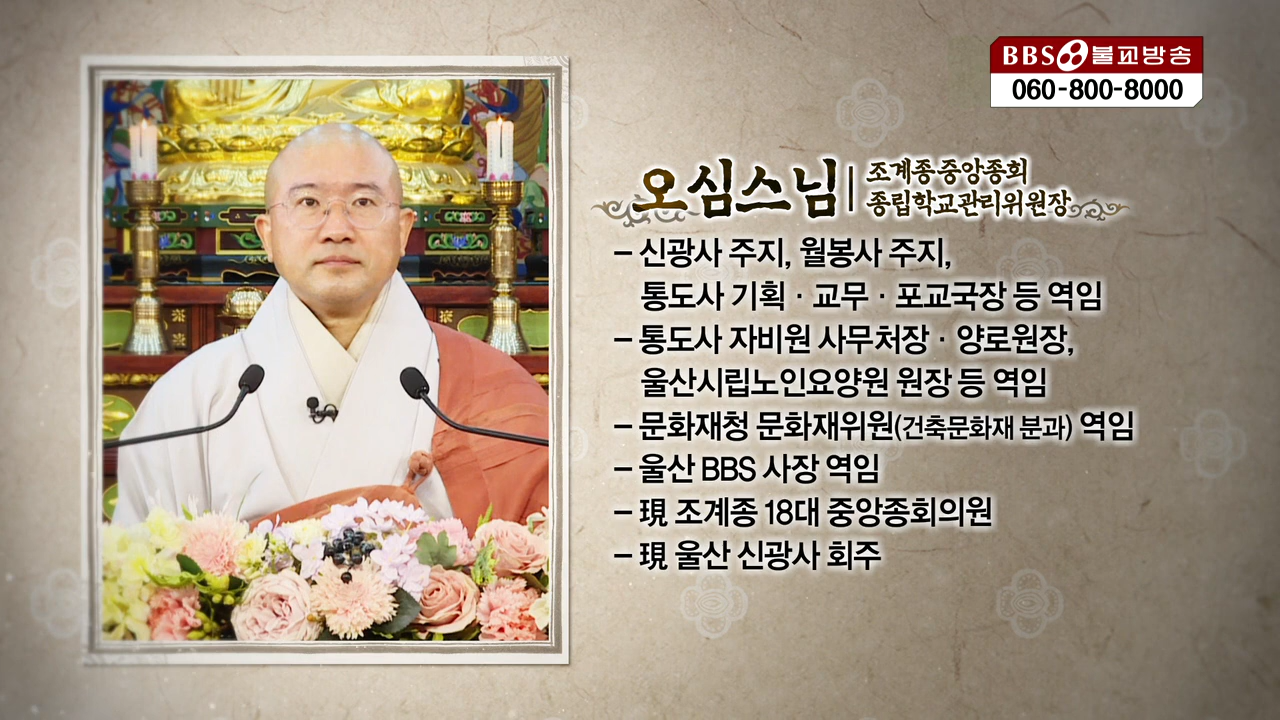 BBS 불교방송
060-800-8000
오심스님
조계종 중앙종회
종립학교관리위원장
- 신광사 주지, 월봉사 주지,
통도사 기획 · 교무 · 포교국장 등 역임
- 통도사 자비원 사무처장 · 양로원장,
울산시립노인요양원 원장 등 역임
- 문화재청 문화재위원(건축문화재 분과) 역임
- 울산 BBS 사장 역임
- 現 조계종 18대 중앙종회의원
- 現 울산 신광사 회주